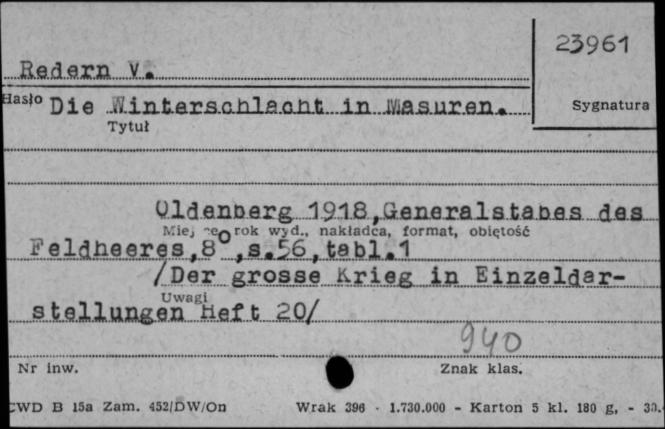 23961
Redern V.
Hasło Die Winterschlacht in Masuren.
Sygnatura
Tytuł
Oldenberg 1918,Generalstabes des
Miejsce, rok wyd., nakładca, format, obiętość
Feldheeres,8°,s.56,tabl.1
/Der grosse Krieg in Einzeldar-
Uwagi
stellungen Heft 20/
940
Nr inw.
Znak klas.
CWD B 15a Zam. 452/DW/On Wrak 396 - 1.730.000 - Karton 5 kl. 180 g, - 30.